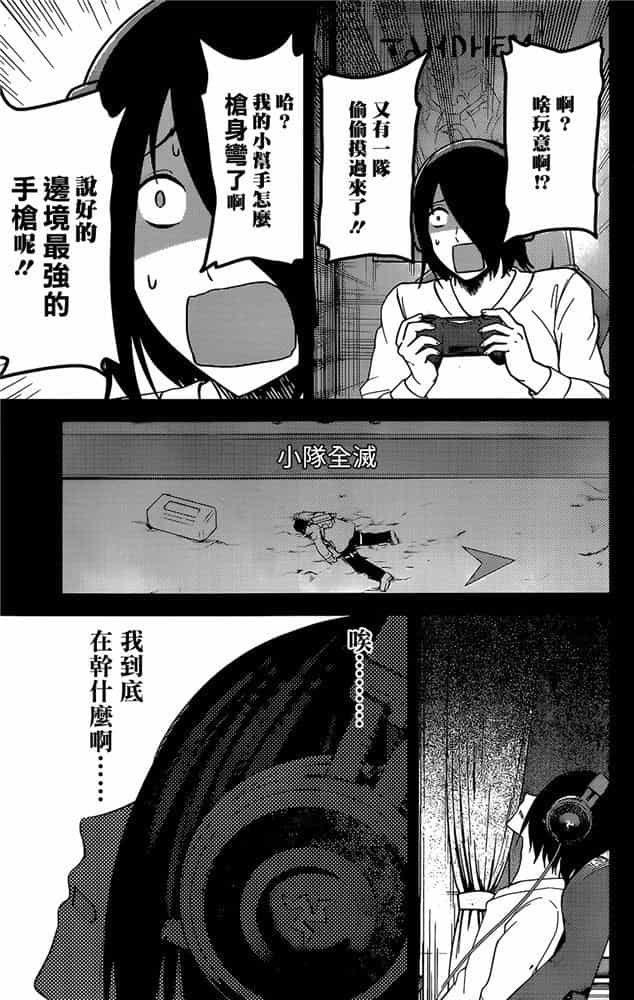 啊?
啥玩意啊!?
又有一隊
偷偷摸過來了!!
哈?
我的小幫手怎麼
槍身彎了啊
說好的
邊境最強的
手槍呢!!
小隊全滅
唉………
我到底
在幹什麼啊……